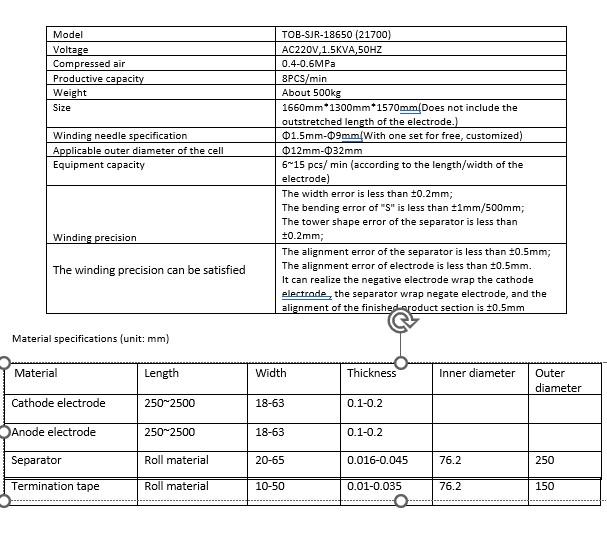 Model TOB-SJR-18650 (21700)
Voltage AC220V,1.5KVA,50HZ
Compressed air 0.4-0.6MPa
Productive capacity 8PCS/min
Weight About 500kg
Size 1660mm*1300mm*1570mm(Does not include the
outstretched length of the electrode.)
Winding needle specification Φ1.5mm-Φ9mm(With one set for free, customized)
Applicable outer diameter of the cell Φ12mm-Φ32mm
Equipment capacity 6~15 pcs/ min (according to the length/width of the
electrode)
The width error is less than ±0.2mm;
The bending error of "S" is less than ±1mm/500mm;
The tower shape error of the separator is less than
Winding precision ±0.2mm;
The alignment error of the separator is less than ±0.5mm;
The winding precision can be satisfied The alignment error of electrode is less than ±0.5mm.
It can realize the negative electrode wrap the cathode
electrode, the separator wrap negate electrode, and the
alignment of the finished product section is ±0.5mm
Material specifications (unit: mm)
Material Length Width Thickness Inner diameter Outer
diameter
Cathode electrode 250~2500 18-63 0.1-0.2
Anode electrode 250~2500 18-63 0.1-0.2
Separator Roll material 20-65 0.016-0.045 76.2 250
Termination tape Roll material 10-50 0.01-0.035 76.2 150